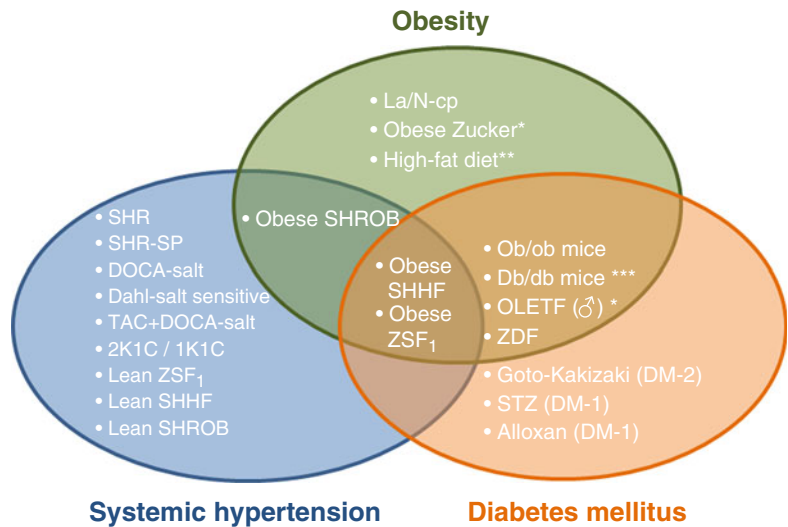 Obesity
• La/N-cp
• Obese Zucker*
• High-fat diet**
• Obese SHROB
• SHR
• SHR-SP
• DOCA-salt
• Dahl-salt sensitive
• TAC+DOCA-salt
• 2K1C / 1K1C
• Lean ZSF₁
• Lean SHHF
• Lean SHROB
• Obese
SHHF
• Obese
ZSF₁
• Ob/ob mice
• Db/db mice ***
• OLETF (♂) *
• ZDF
• Goto-Kakizaki (DM-2)
• STZ (DM-1)
• Alloxan (DM-1)
Systemic hypertension
Diabetes mellitus